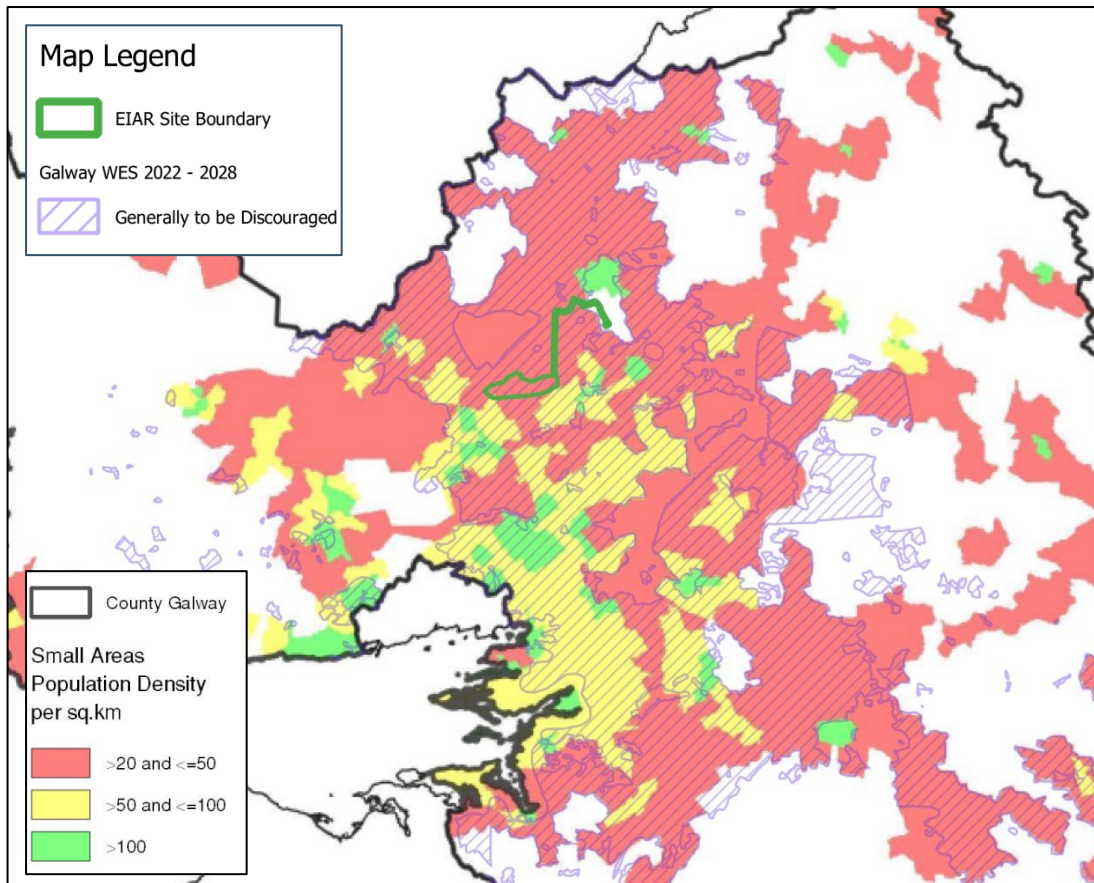 Map Legend
EIAR Site Boundary
Galway WES 2022 - 2028
Generally to be Discouraged
County Galway
Small Areas
Population Density
per sq.km
>20 and <=50
>50 and <=100
>100